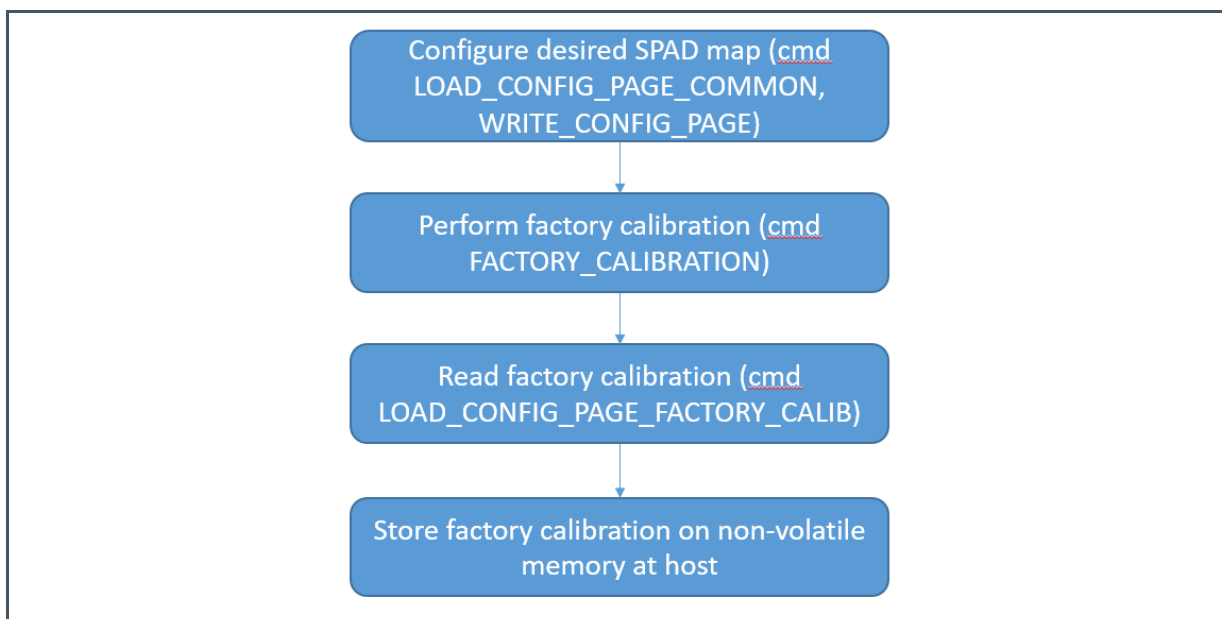 Configure desired SPAD map (cmd
LOAD_CONFIG_PAGE_COMMON,
WRITE_CONFIG_PAGE)
Perform factory calibration (cmd
FACTORY_CALIBRATION)
Read factory calibration (cmd
LOAD_CONFIG_PAGE_FACTORY_CALIB)
Store factory calibration on non-volatile
memory at host